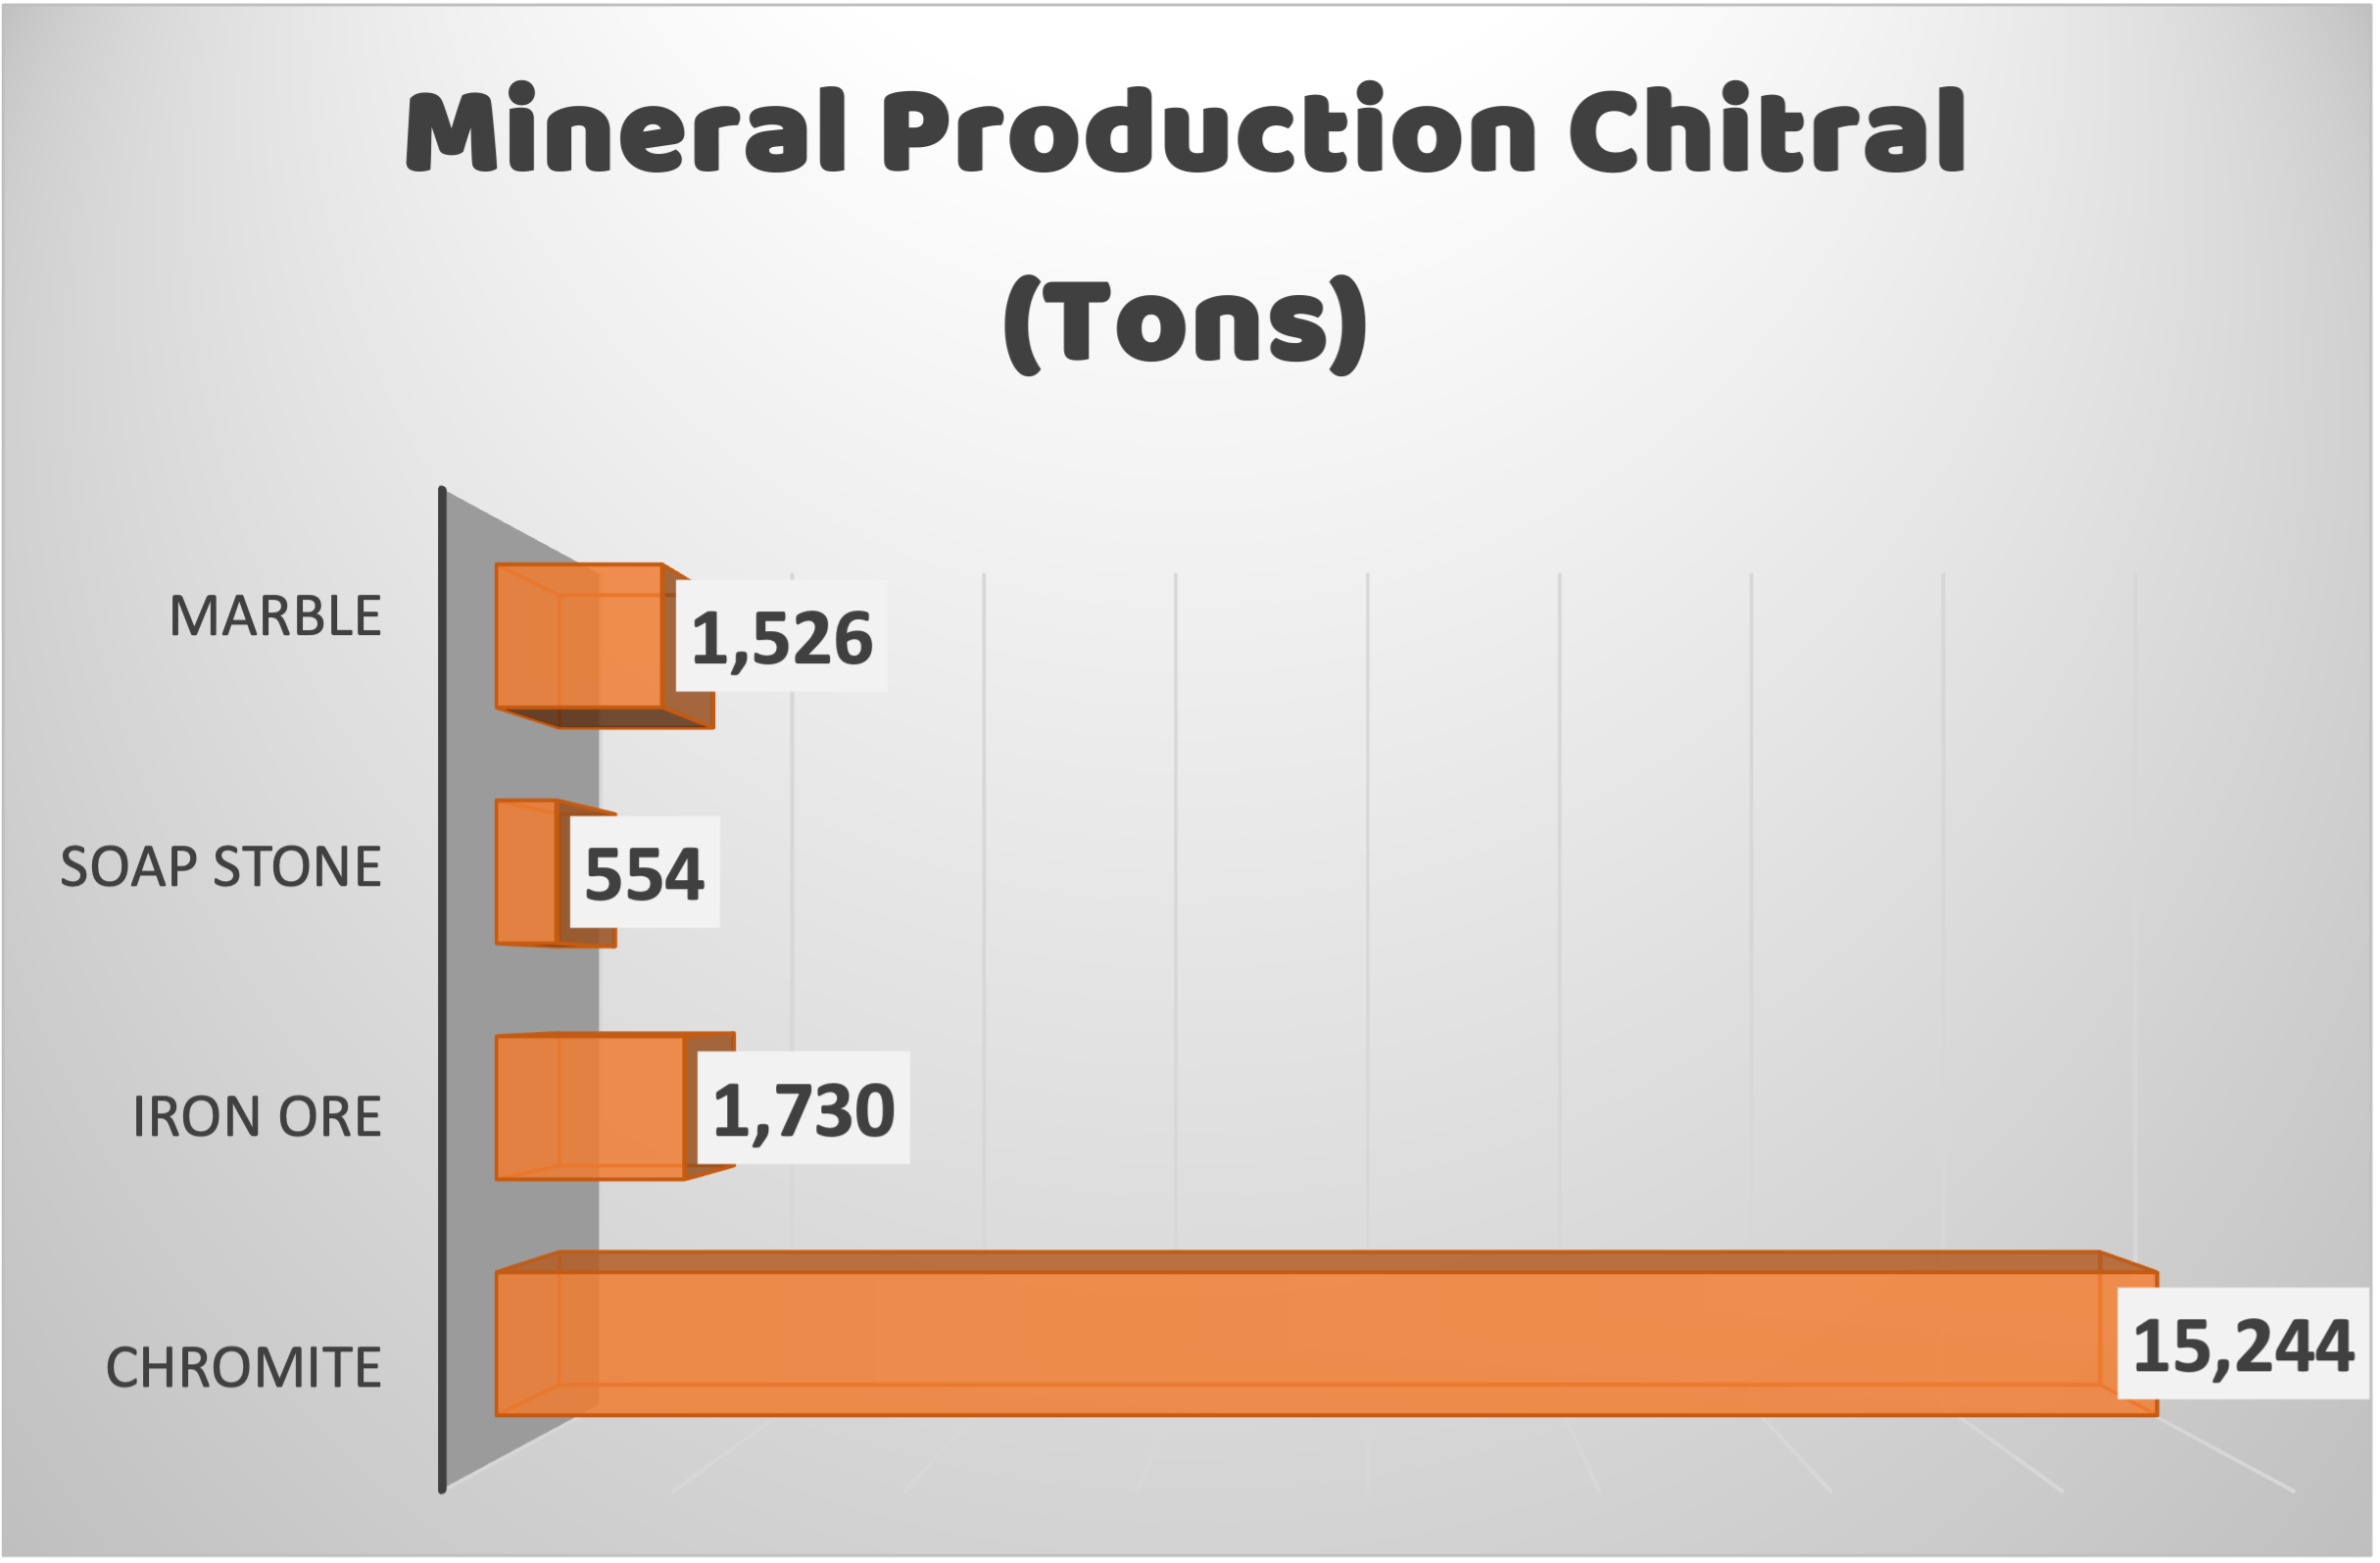 Mineral Production Chitral
(Tons)
MARBLE
1,526
SOAP STONE
554
IRON ORE
1,730
CHROMITE
15,244